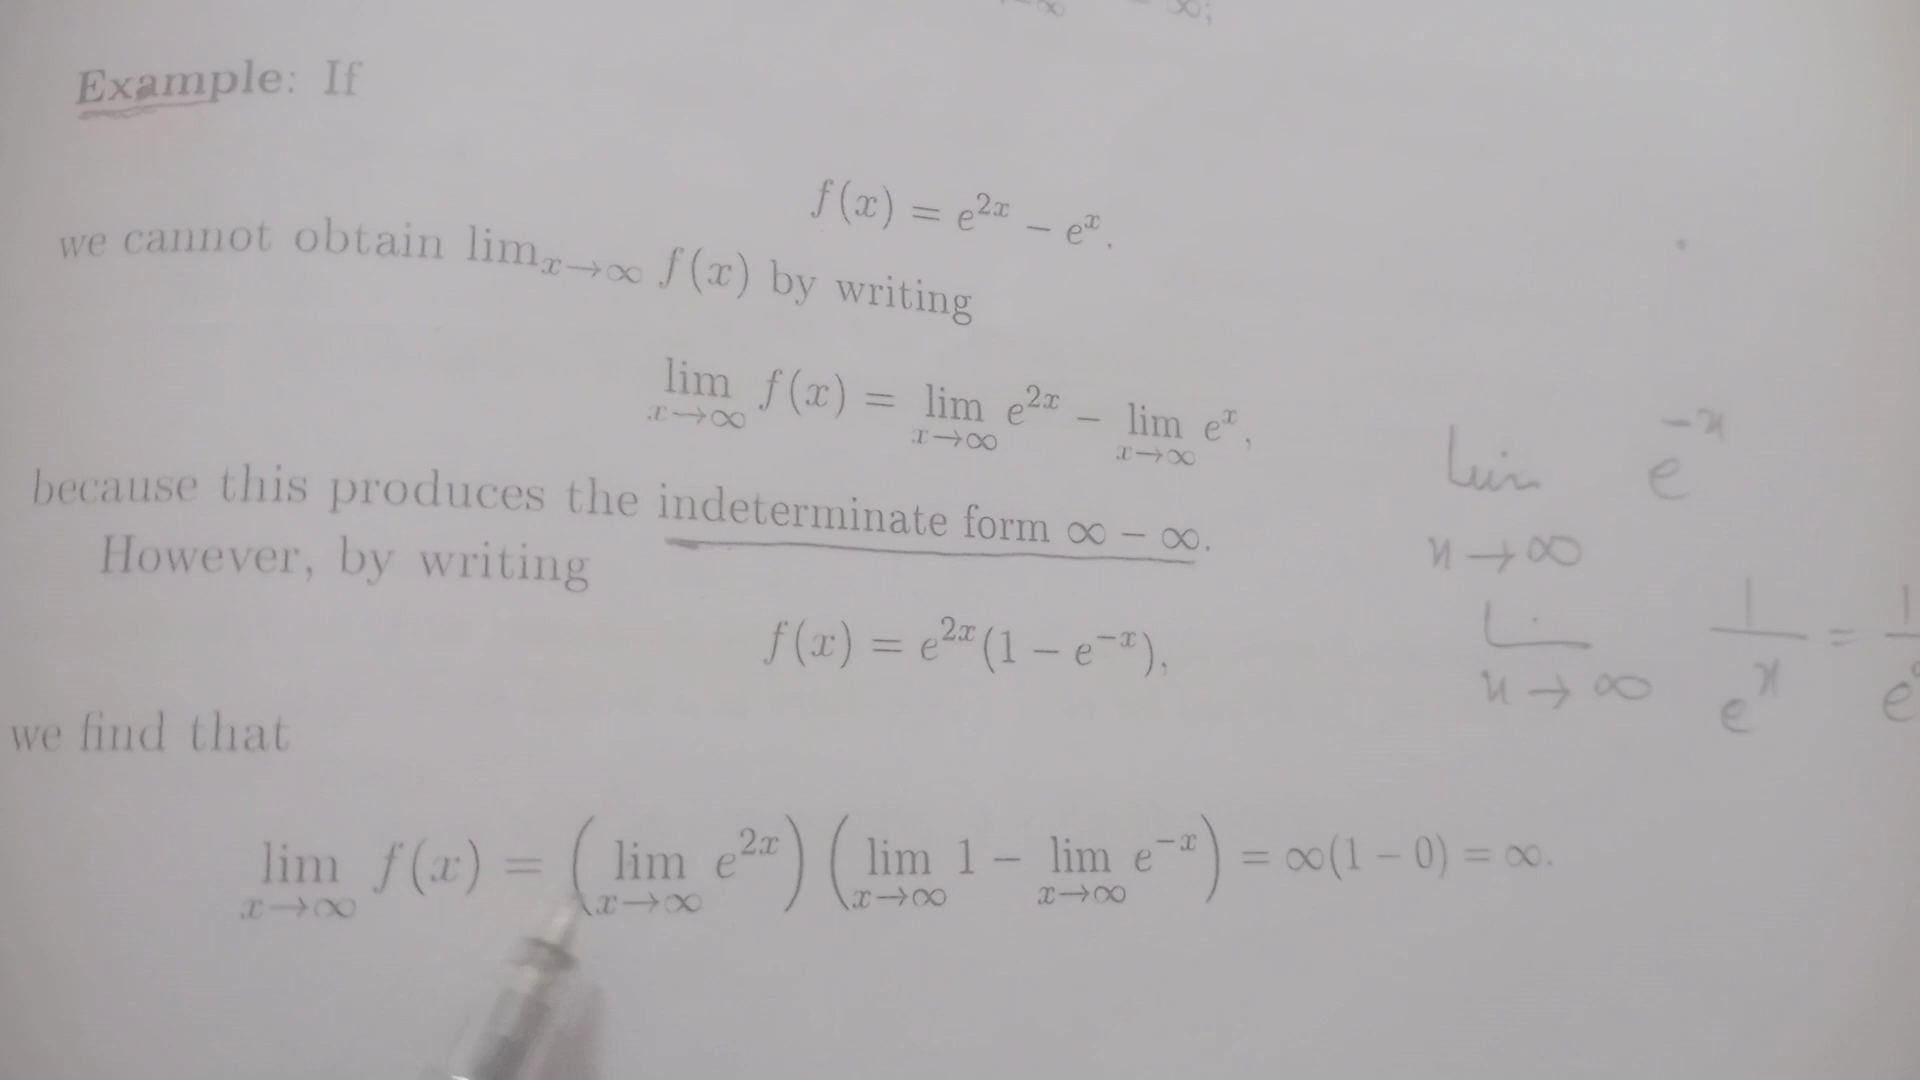 Example: If
f(x) = e^{2x} − e^x.
we cannot obtain lim_{x→∞} f(x) by writing
lim_{x→∞} f(x) = lim_{x→∞} e^{2x} − lim_{x→∞} e^x,
because this produces the indeterminate form ∞ − ∞.
However, by writing
f(x) = e^{2x}(1 − e^{−x}),
we find that
lim_{x→∞} f(x) = (lim_{x→∞} e^{2x}) (lim_{x→∞} 1 − lim_{x→∞} e^{−x}) = ∞(1 − 0) = ∞.
lim e^{−x}
x→∞
x→∞ 1/e^x =